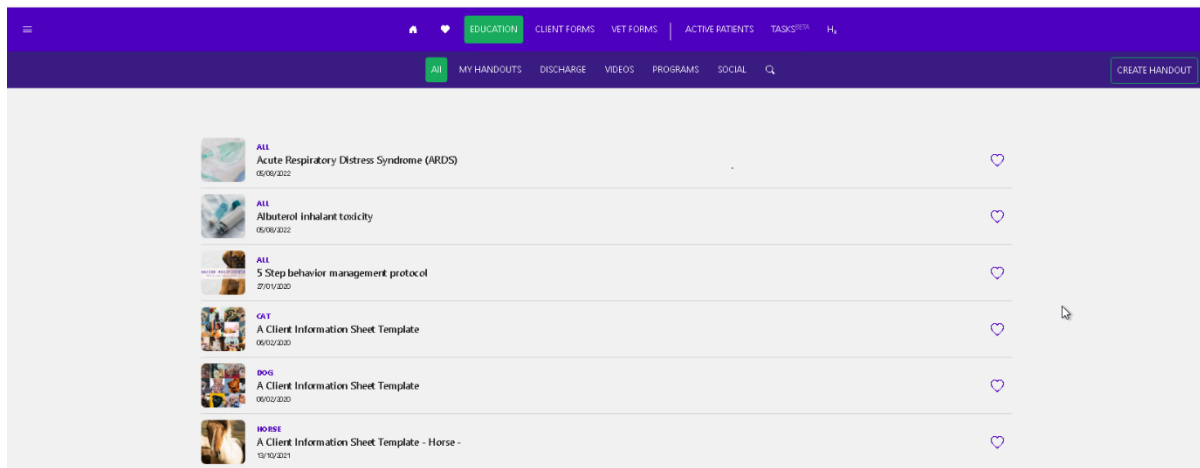 EDUCATION CLIENT FORMS VET FORMS ACTIVE PATIENTS TASKSBETA Hx
All MY HANDOUTS DISCHARGE VIDEOS PROGRAMS SOCIAL CREATE HANDOUT
ALL
Acute Respiratory Distress Syndrome (ARDS)
05/08/2022
ALL
Albuterol inhalant toxicity
05/08/2022
ALL
5 Step behavior management protocol
27/01/2020
CAT
A Client Information Sheet Template
06/02/2020
DOG
A Client Information Sheet Template
06/02/2020
HORSE
A Client Information Sheet Template - Horse -
13/10/2021